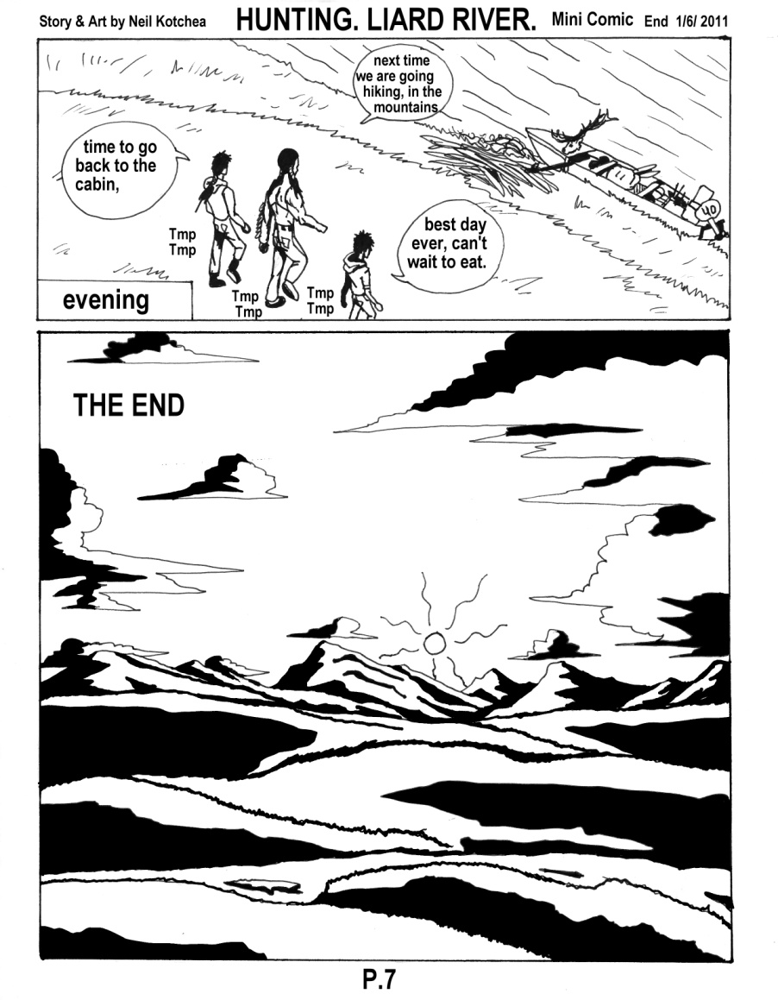 Story & Art by Neil Kotchea
HUNTING. LIARD RIVER.
Mini Comic
End 1/6/ 2011
next time
we are going
hiking, in the
mountains
time to go
back to the
cabin,
best day
ever, can't
wait to eat.
40
Tmp
Tmp
Tmp
Tmp
Tmp
Tmp
evening
THE END
P.7